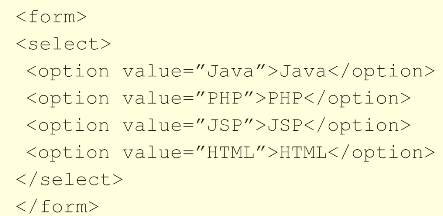 <form>
<select>
<option value=”Java”>Java</option>
<option value=”PHP”>PHP</option>
<option value=”JSP”>JSP</option>
<option value=”HTML”>HTML</option>
</select>
</form>